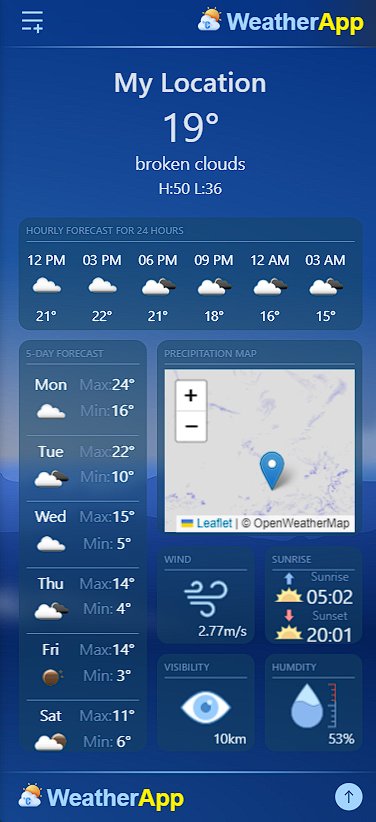 WeatherApp
My Location
19°
broken clouds
H:50 L:36
HOURLY FORECAST FOR 24 HOURS
12 PM 03 PM 06 PM 09 PM 12 AM 03 AM
21° 22° 21° 18° 16° 15°
5-DAY FORECAST
Mon Max:24°
Min:16°
Tue Max:22°
Min:10°
Wed Max:15°
Min: 5°
Thu Max:14°
Min: 4°
Fri Max:14°
Min: 3°
Sat Max:11°
Min: 6°
PRECIPITATION MAP
+
−
Leaflet | © OpenWeatherMap
WIND
2.77m/s
SUNRISE
Sunrise
05:02
Sunset
20:01
VISIBILITY
10km
HUMDITY
53%
WeatherApp